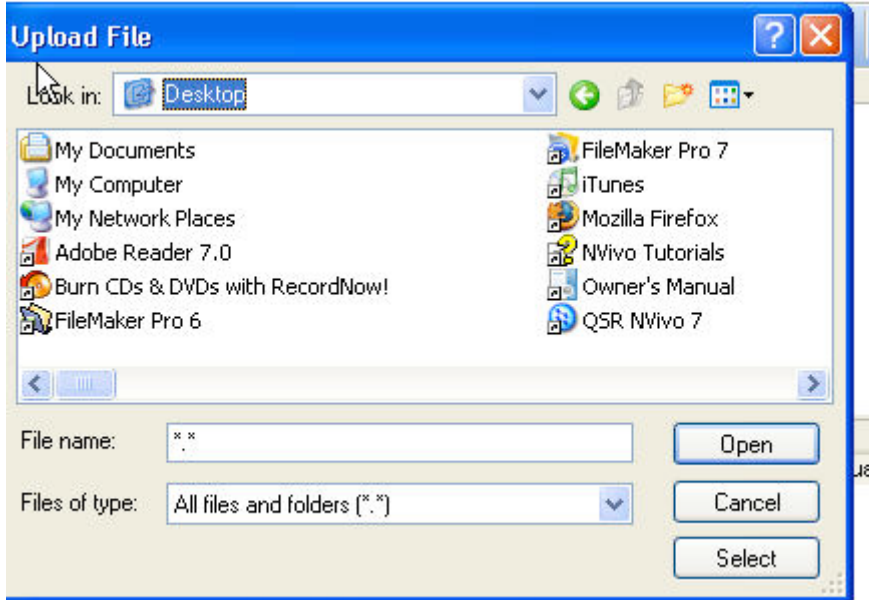 Upload File
Look in: Desktop
My Documents
My Computer
My Network Places
Adobe Reader 7.0
Burn CDs & DVDs with RecordNow!
FileMaker Pro 6
FileMaker Pro 7
iTunes
Mozilla Firefox
NVivo Tutorials
Owner's Manual
QSR NVivo 7
File name: *.*
Open
Files of type: All files and folders (*.*)
Cancel
Select